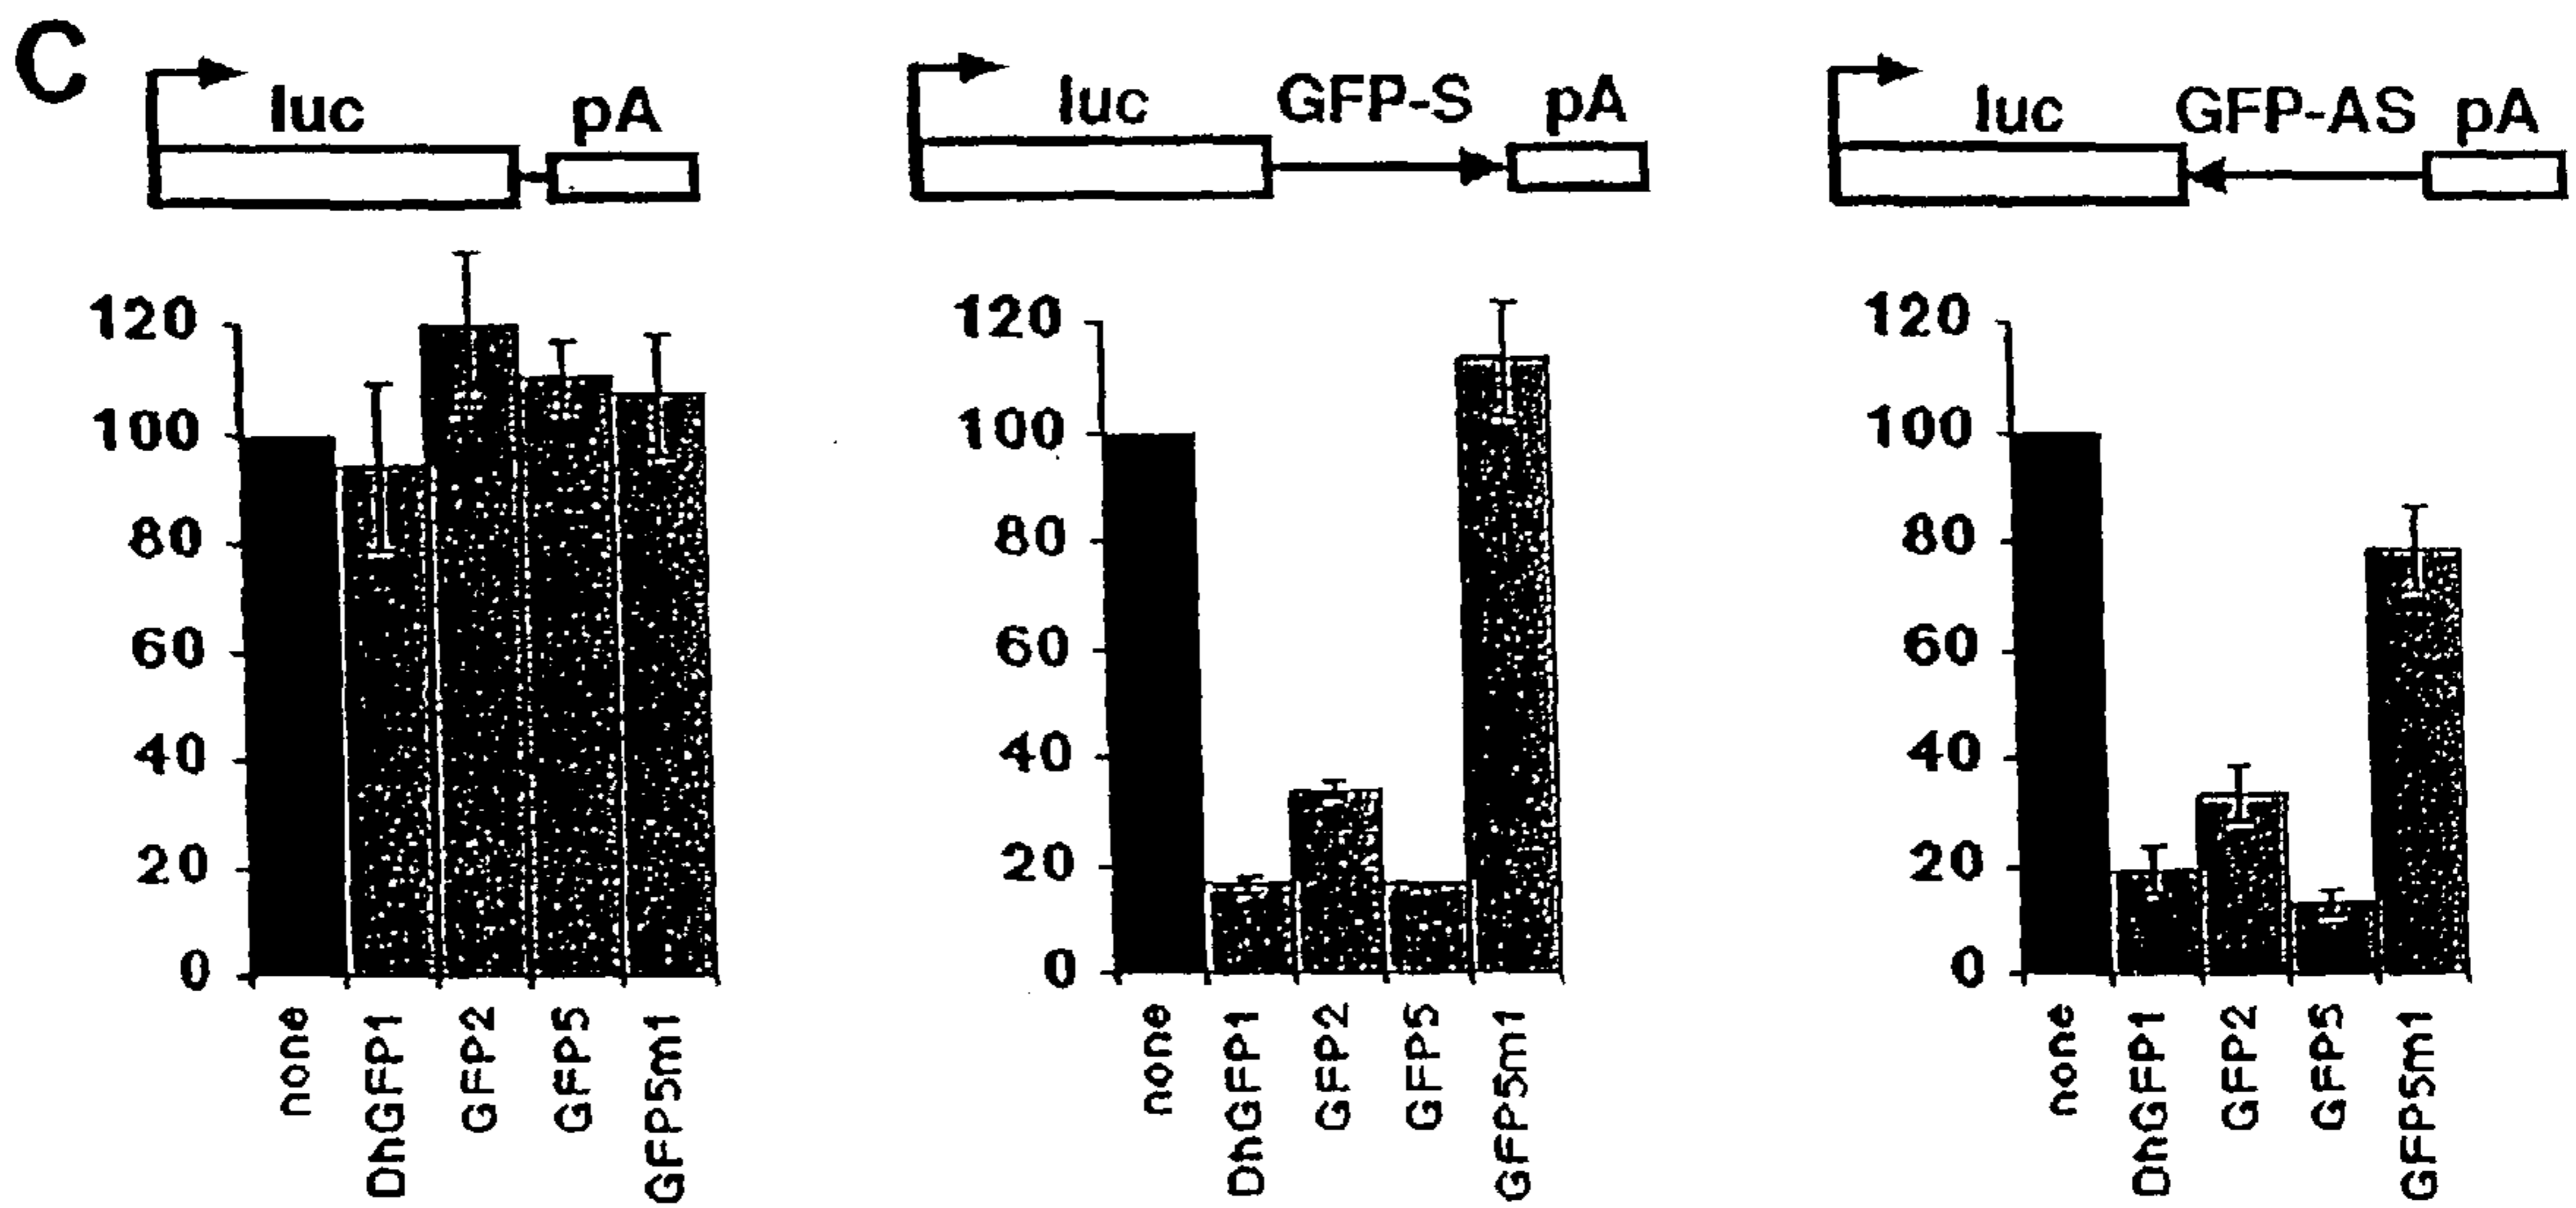 C
luc pA
luc GFP-S pA
luc GFP-AS pA
120
100
80
60
40
20
0
none
DhGFP1
GFP2
GFP5
GFP5m1
120
100
80
60
40
20
0
none
DhGFP1
GFP2
GFP5
GFP5m1
120
100
80
60
40
20
0
none
DhGFP1
GFP2
GFP5
GFP5m1